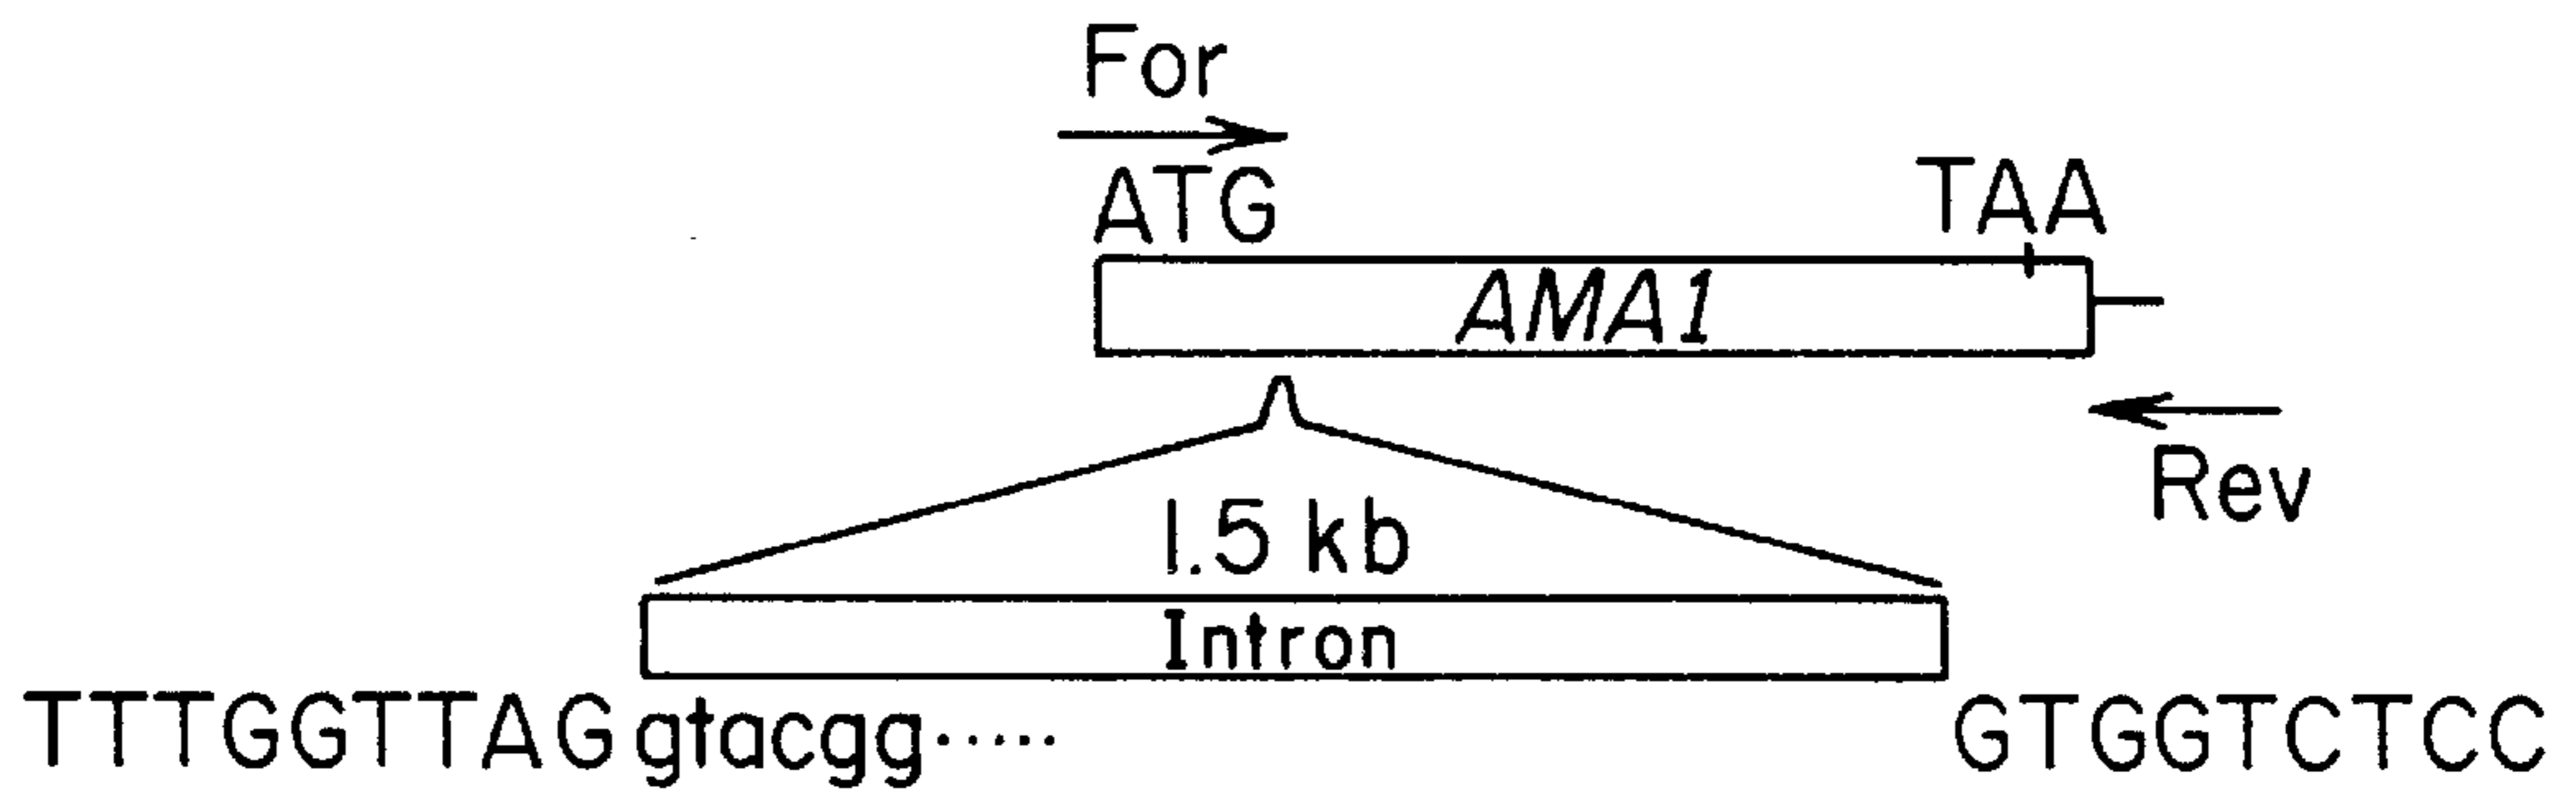 For
ATG TAA
AMA1
Rev
1.5 kb
Intron
TTTGGTTAG gtacgg..... GTGGTCTCC